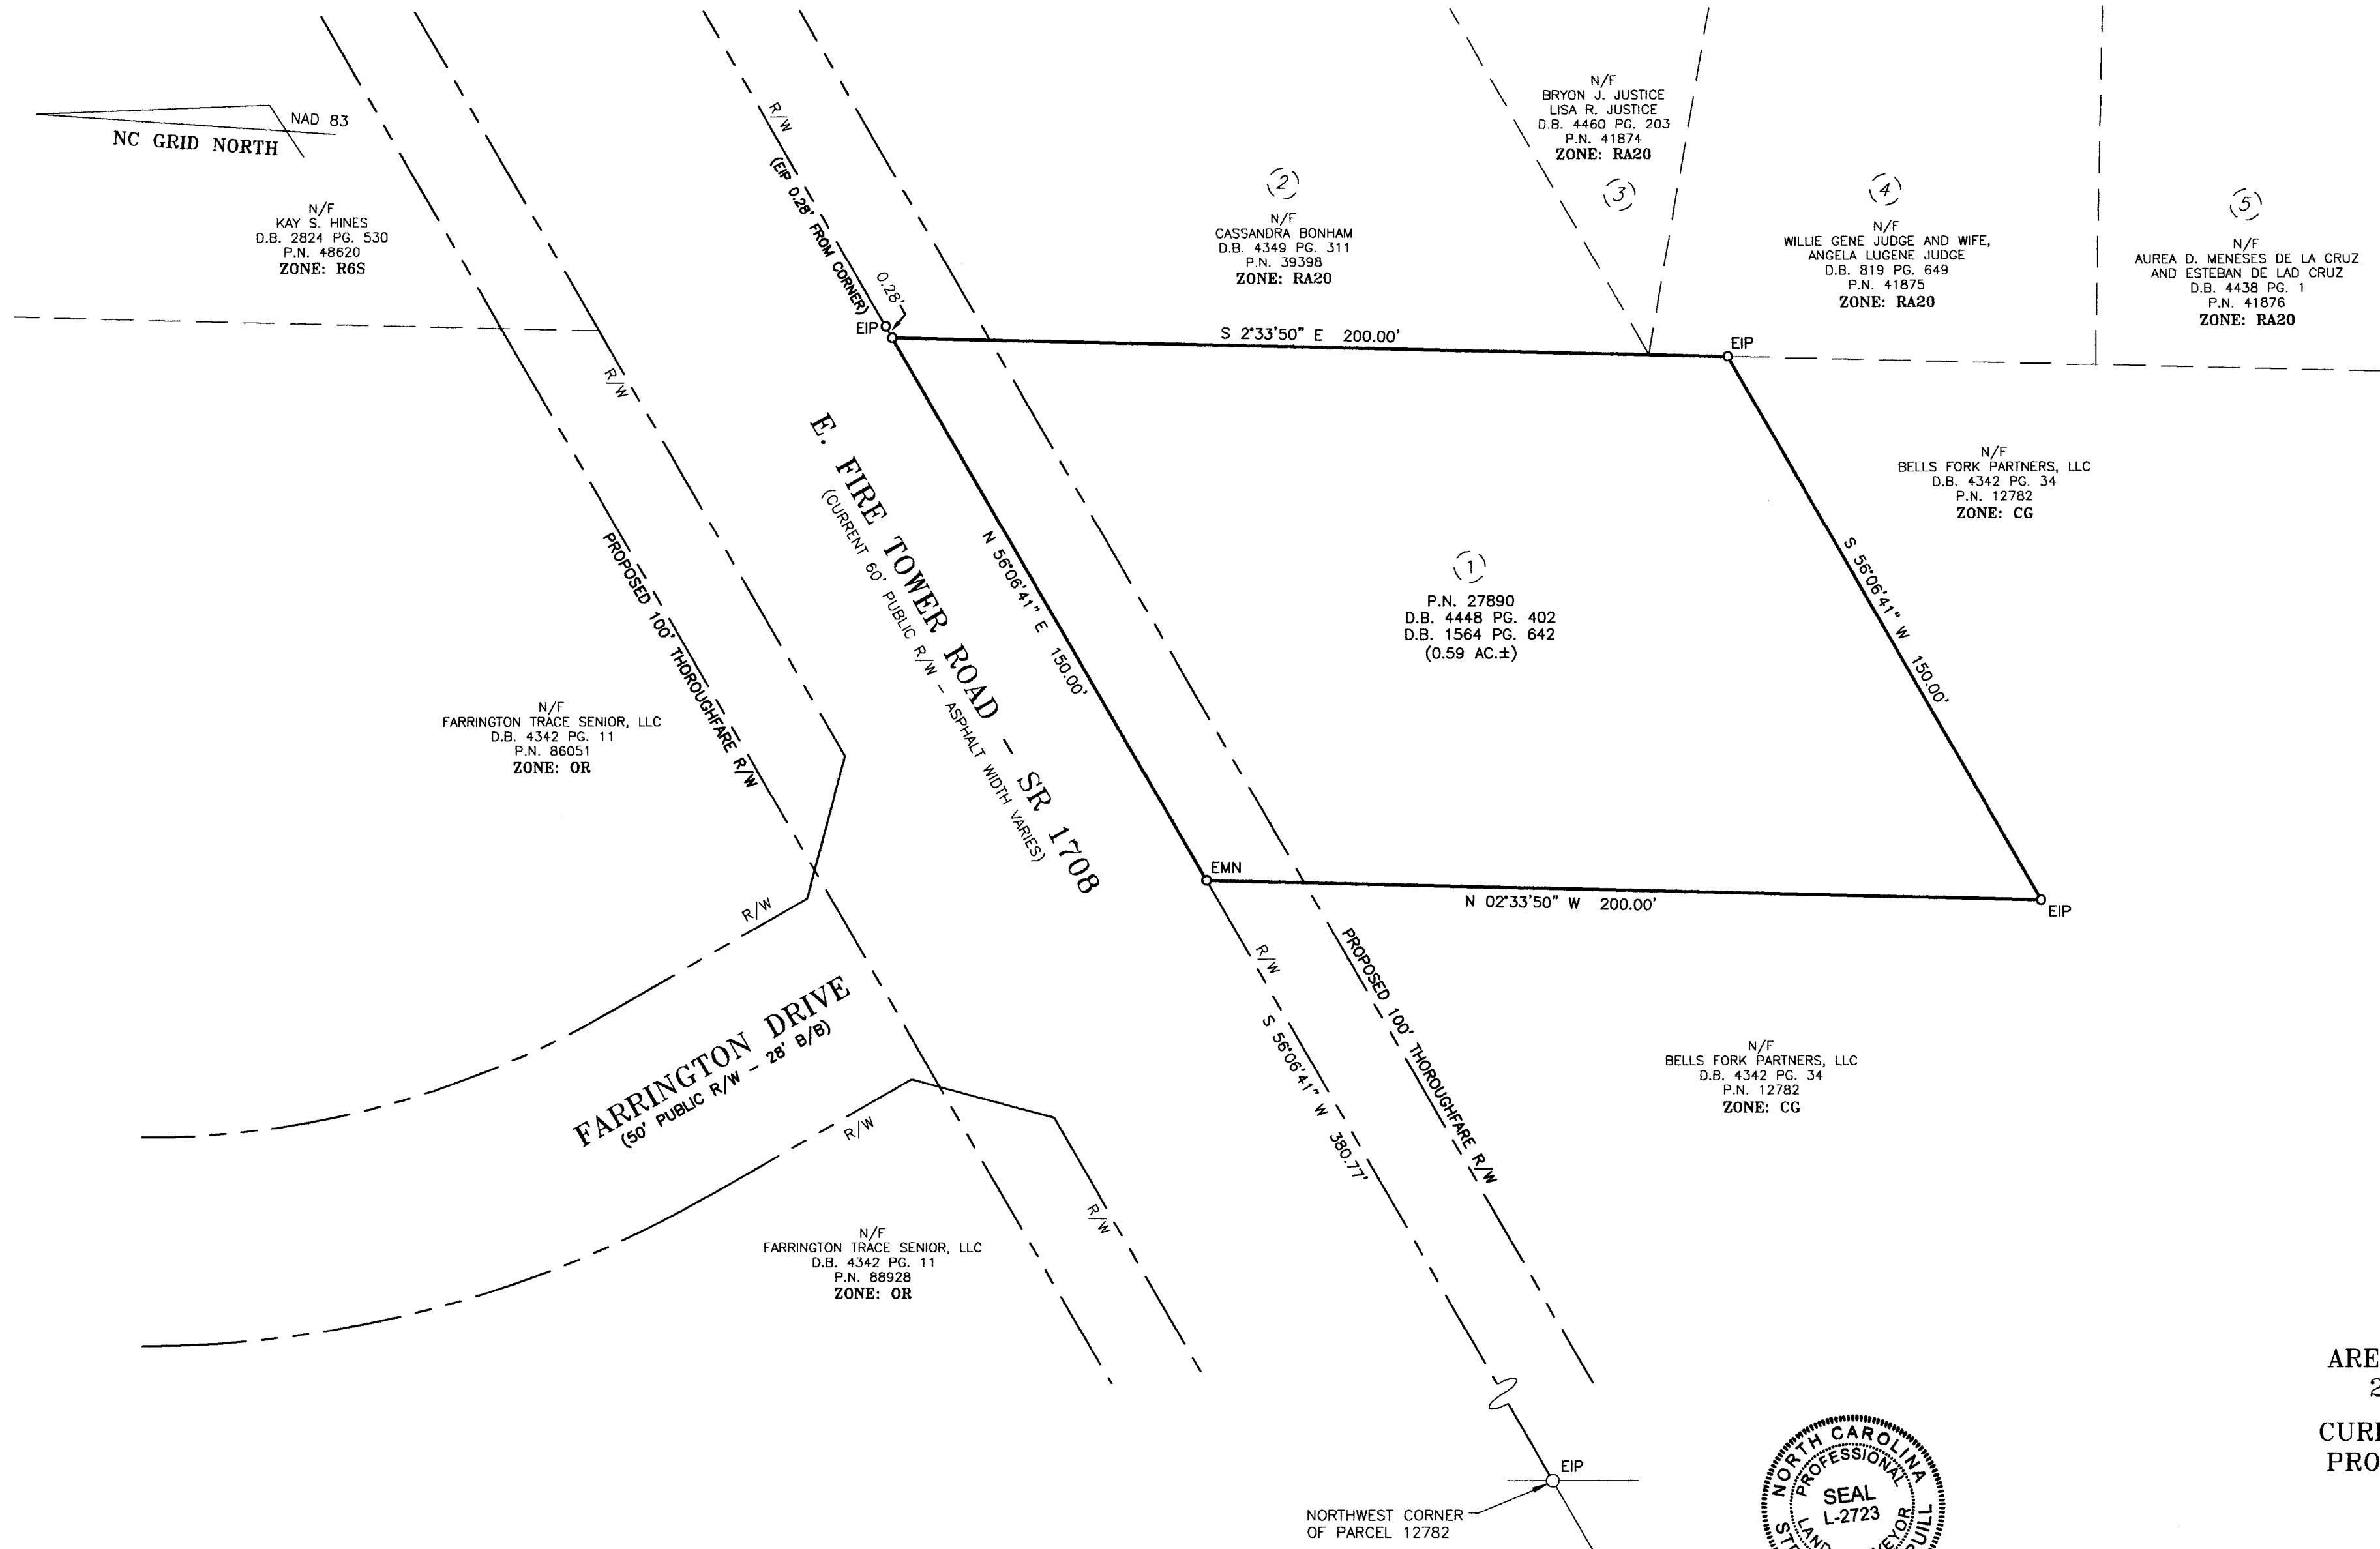 NAD 83
NC GRID NORTH
N/F
KAY S. HINES
D.B. 2824 PG. 530
P.N. 48620
ZONE: R6S
R/W
(EIP 0.28' FROM CORNER)
0.28'
EIP
R/W
2
N/F
CASSANDRA BONHAM
D.B. 4349 PG. 311
P.N. 39398
ZONE: RA20
N/F
BRYON J. JUSTICE
LISA R. JUSTICE
D.B. 4460 PG. 203
P.N. 41874
ZONE: RA20
3
4
N/F
WILLIE GENE JUDGE AND WIFE,
ANGELA LUGENE JUDGE
D.B. 819 PG. 649
P.N. 41875
ZONE: RA20
5
N/F
AUREA D. MENESES DE LA CRUZ
AND ESTEBAN DE LAD CRUZ
D.B. 4438 PG. 1
P.N. 41876
ZONE: RA20
S 2°33'50" E 200.00'
EIP
E. FIRE TOWER ROAD - SR 1708
(CURRENT 60' PUBLIC R/W - ASPHALT WIDTH VARIES)
N 56°06'41" E 150.00'
1
P.N. 27890
D.B. 4448 PG. 402
D.B. 1564 PG. 642
(0.59 AC.±)
N/F
BELLS FORK PARTNERS, LLC
D.B. 4342 PG. 34
P.N. 12782
ZONE: CG
S 56°06'41" W 150.00'
PROPOSED 100' THOROUGHFARE R/W
N/F
FARRINGTON TRACE SENIOR, LLC
D.B. 4342 PG. 11
P.N. 86051
ZONE: OR
EMN
N 02°33'50" W 200.00'
EIP
R/W
R/W
S 56°06'41" W 380.77'
PROPOSED 100' THOROUGHFARE R/W
FARRINGTON DRIVE
(50' PUBLIC R/W - 28' B/B)
R/W
R/W
N/F
BELLS FORK PARTNERS, LLC
D.B. 4342 PG. 34
P.N. 12782
ZONE: CG
N/F
FARRINGTON TRACE SENIOR, LLC
D.B. 4342 PG. 11
P.N. 88928
ZONE: OR
EIP
NORTHWEST CORNER
OF PARCEL 12782
NORTH CAROLINA
PROFESSIONAL
SEAL
L-2723